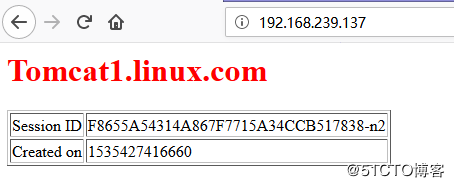 192.168.239.137
Tomcat1.linux.com
Session ID F8655A54314A867F7715A34CCB517838-n2
Created on 1535427416660
@51CTO博客